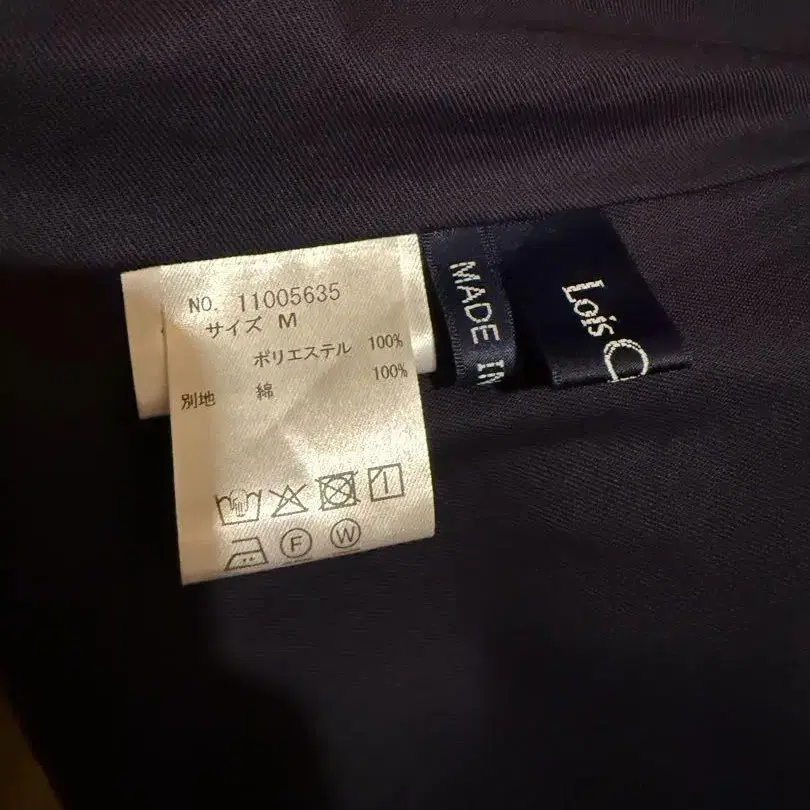 NO. 11005635
サイズ M
ポリエステル 100%
別地 綿 100%
F W
MADE IN
Lois C